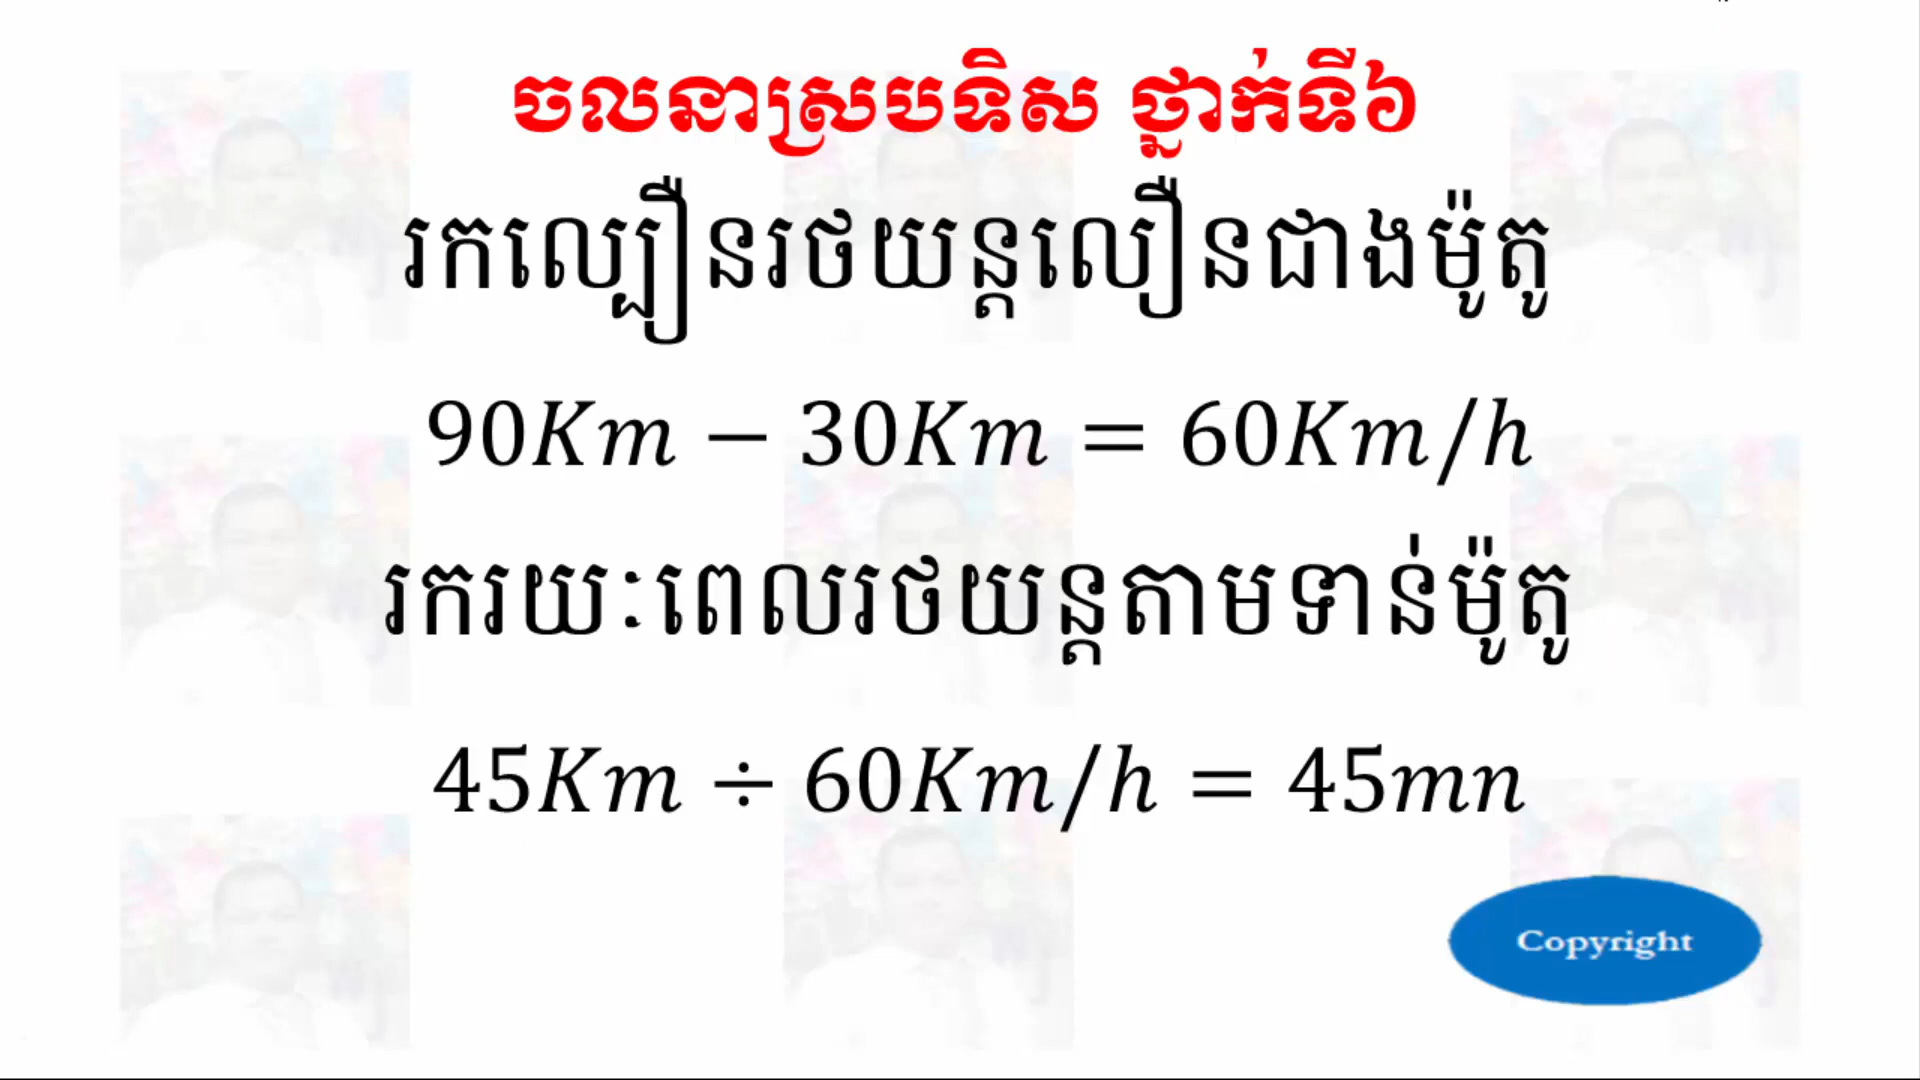 ចលនាស្របទិស ថ្នាក់ទី៦
រកល្បឿនរថយន្តលឿនជាងម៉ូតូ
90Km − 30Km = 60Km/h
រករយៈពេលរថយន្តតាមទាន់ម៉ូតូ
45Km ÷ 60Km/h = 45mn
Copyright